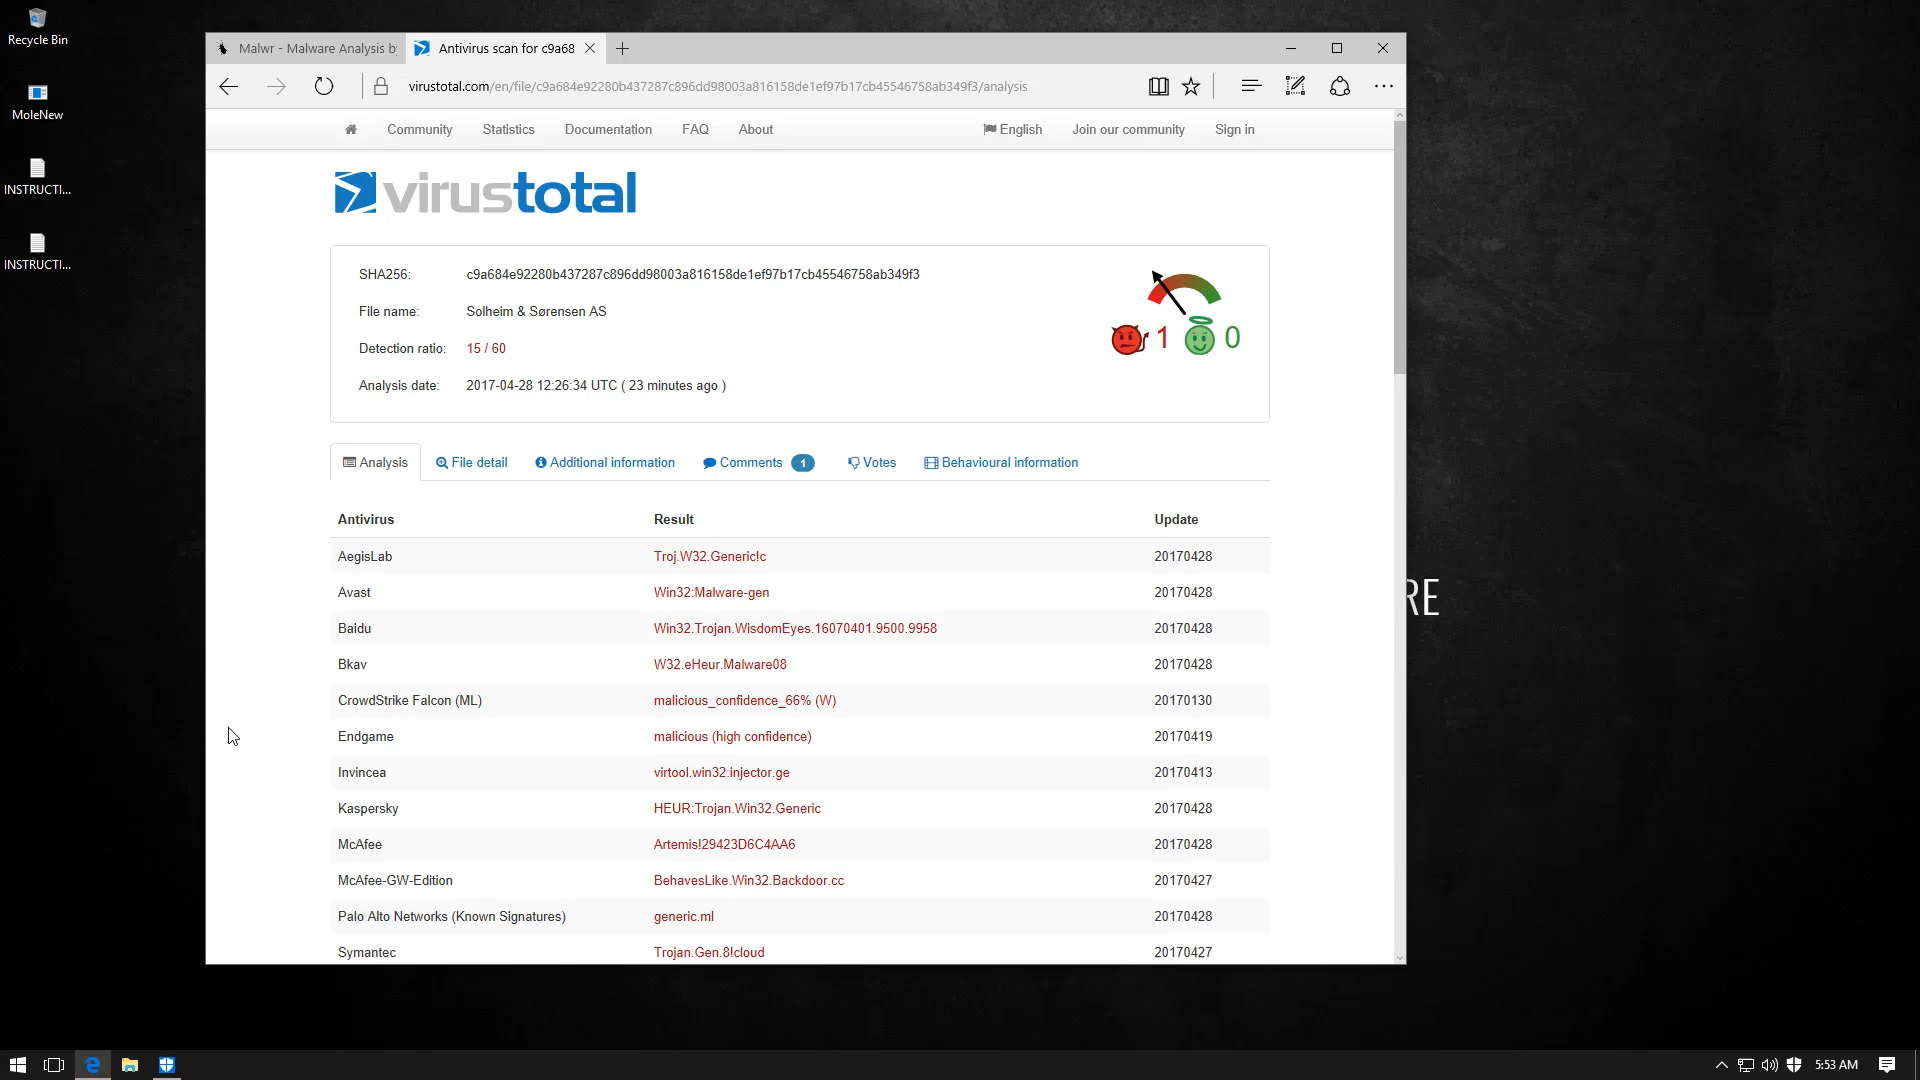 Recycle Bin
MoleNew
INSTRUCTI...
INSTRUCTI...
Malwr - Malware Analysis b
Antivirus scan for c9a68
virustotal.com/en/file/c9a684e92280b437287c896dd98003a816158de1ef97b17cb45546758ab349f3/analysis
Community Statistics Documentation FAQ About English Join our community Sign in
virustotal
SHA256: c9a684e92280b437287c896dd98003a816158de1ef97b17cb45546758ab349f3
File name: Solheim & Sørensen AS
Detection ratio: 15 / 60
Analysis date: 2017-04-28 12:26:34 UTC ( 23 minutes ago )
1 0
Analysis File detail Additional information Comments 1 Votes Behavioural information
Antivirus Result Update
AegisLab Troj.W32.Generic!c 20170428
Avast Win32:Malware-gen 20170428
Baidu Win32.Trojan.WisdomEyes.16070401.9500.9958 20170428
Bkav W32.eHeur.Malware08 20170428
CrowdStrike Falcon (ML) malicious_confidence_66% (W) 20170130
Endgame malicious (high confidence) 20170419
Invincea virtool.win32.injector.ge 20170413
Kaspersky HEUR:Trojan.Win32.Generic 20170428
McAfee Artemis!29423D6C4AA6 20170428
McAfee-GW-Edition BehavesLike.Win32.Backdoor.cc 20170427
Palo Alto Networks (Known Signatures) generic.ml 20170428
Symantec Trojan.Gen.8!cloud 20170427
RE
5:53 AM